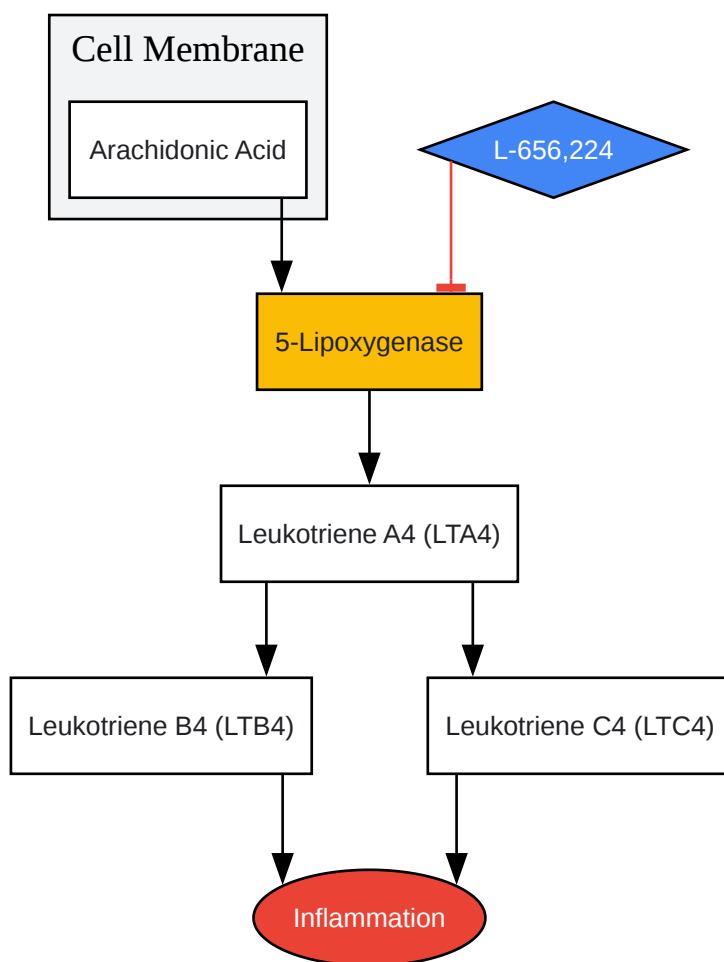 Cell Membrane
Arachidonic Acid
L-656,224
5-Lipoxygenase
Leukotriene A4 (LTA4)
Leukotriene B4 (LTB4)
Leukotriene C4 (LTC4)
Inflammation